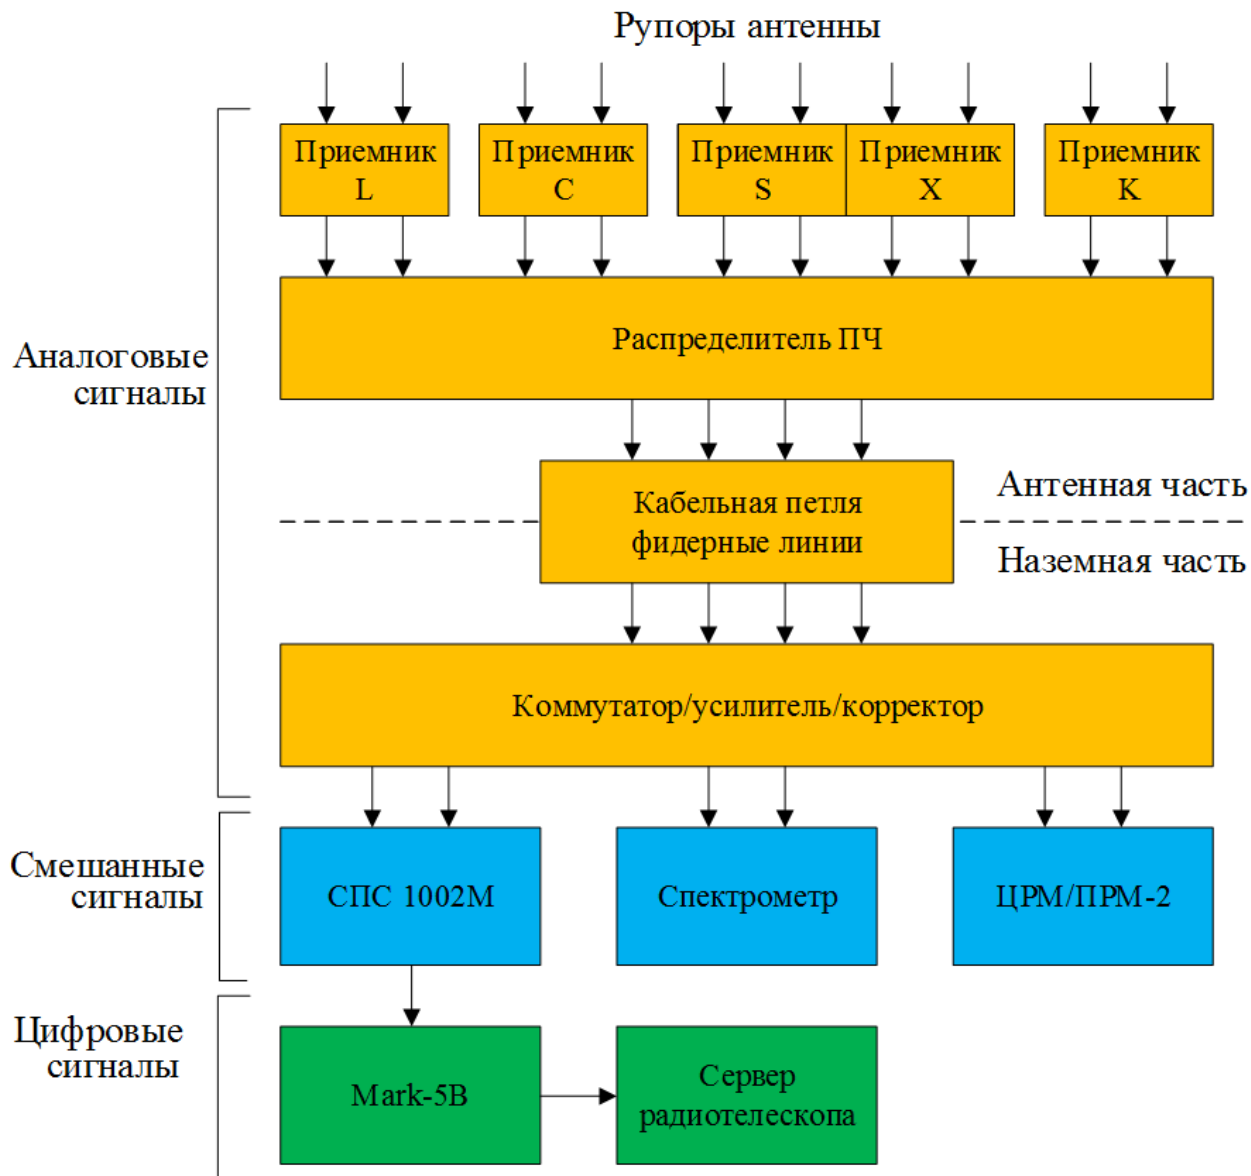 Рупоры антенны
Приемник
L
Приемник
C
Приемник
S
Приемник
X
Приемник
K
Распределитель ПЧ
Аналоговые
сигналы
Кабельная петля
фидерные линии
Антенная часть
Наземная часть
Коммутатор/усилитель/корректор
Смешанные
сигналы
СПС 1002М
Спектрометр
ЦРМ/ПРМ-2
Цифровые
сигналы
Mark-5B
Сервер
радиотелескопа